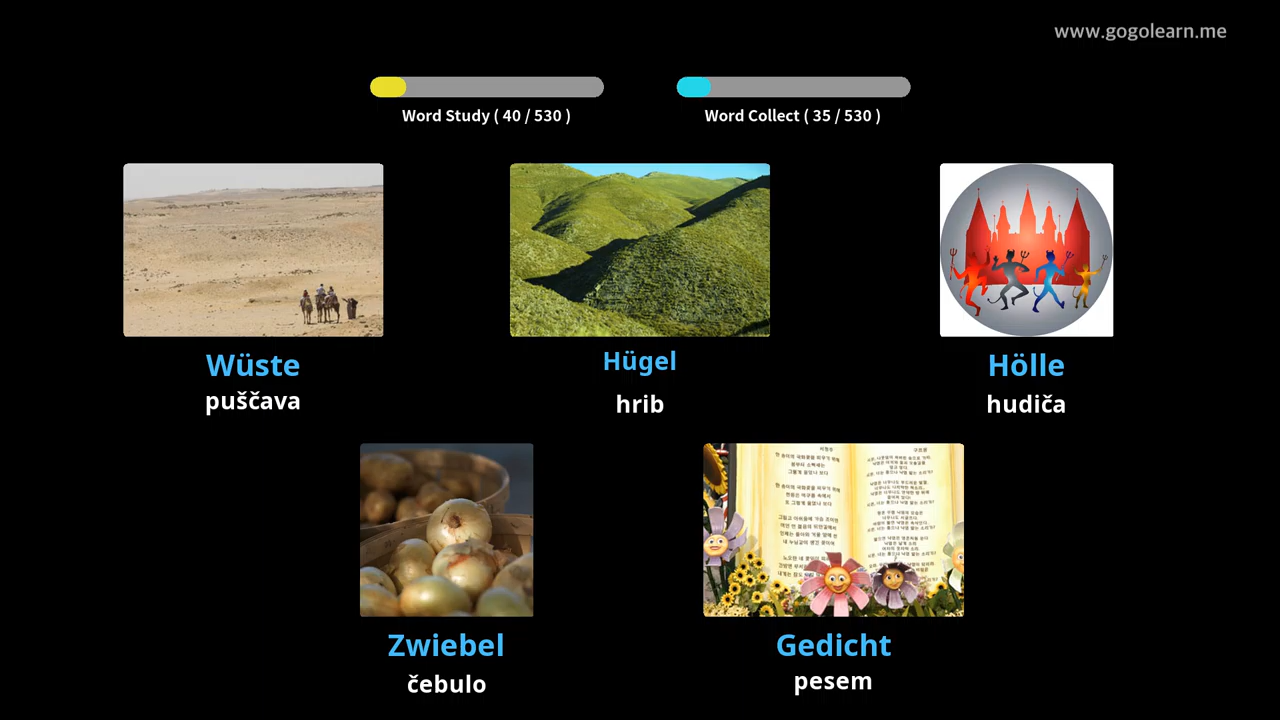 www.gogolearn.me
Word Study ( 40 / 530 )
Word Collect ( 35 / 530 )
Wüste
puščava
Hügel
hrib
Hölle
hudiča
Zwiebel
čebulo
Gedicht
pesem